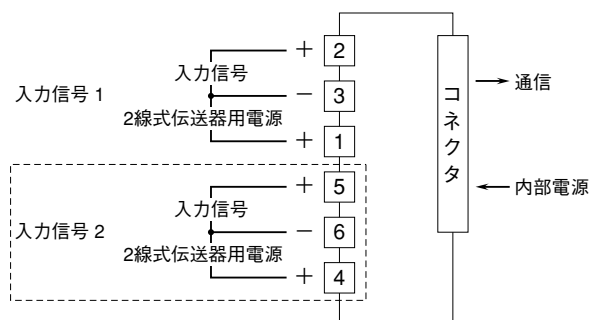 入力信号 1
＋ 2
入力信号
－ 3
2線式伝送器用電源
＋ 1
入力信号 2
＋ 5
入力信号
－ 6
2線式伝送器用電源
＋ 4
コネクタ
通信
内部電源